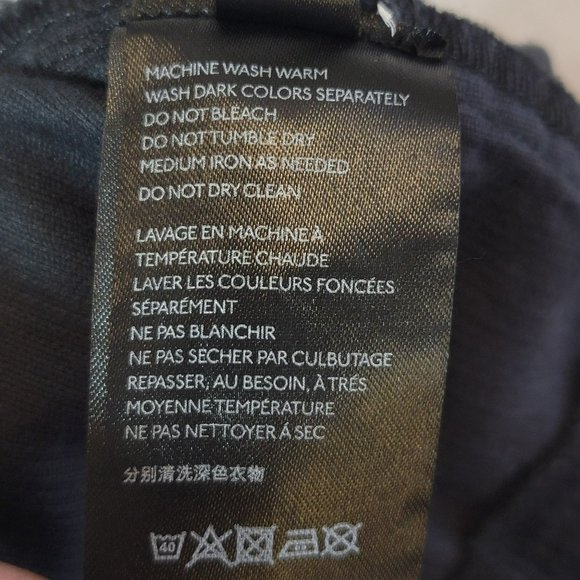 MACHINE WASH WARM
WASH DARK COLORS SEPARATELY
DO NOT BLEACH
DO NOT TUMBLE DRY
MEDIUM IRON AS NEEDED
DO NOT DRY CLEAN
LAVAGE EN MACHINE À
TEMPÉRATURE CHAUDE
LAVER LES COULEURS FONCÉES
SÉPARÉMENT
NE PAS BLANCHIR
NE PAS SÉCHER PAR CULBUTAGE
REPASSER, AU BESOIN, À TRÉS
MOYENNE TEMPÉRATURE
NE PAS NETTOYER Á SEC
分别清洗深色衣物
40